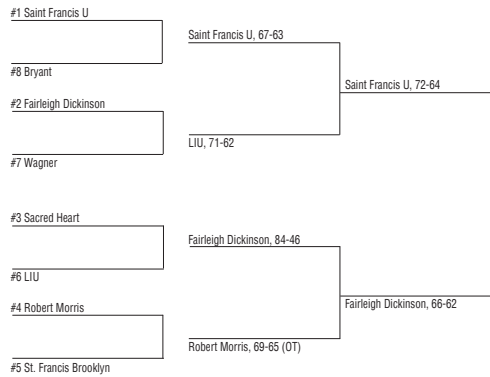 #1 Saint Francis U
#8 Bryant
#2 Fairleigh Dickinson
#7 Wagner
Saint Francis U, 67-63
LIU, 71-62
Saint Francis U, 72-64
#3 Sacred Heart
#6 LIU
#4 Robert Morris
#5 St. Francis Brooklyn
Fairleigh Dickinson, 84-46
Robert Morris, 69-65 (OT)
Fairleigh Dickinson, 66-62